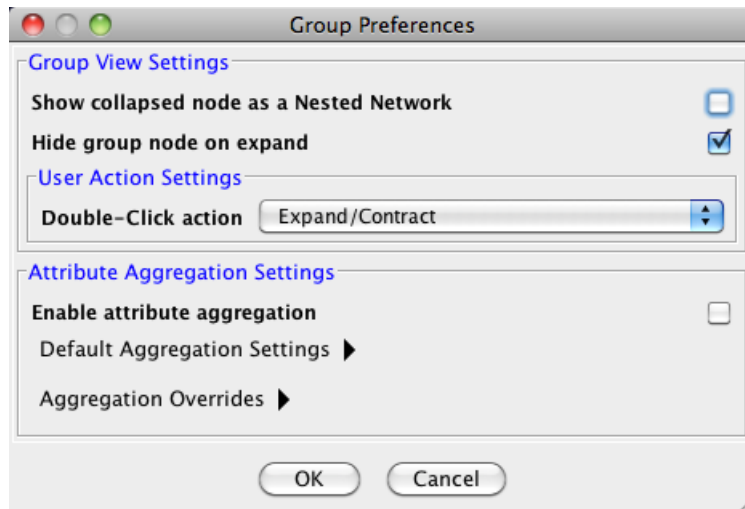 Group Preferences
Group View Settings
Show collapsed node as a Nested Network
Hide group node on expand
User Action Settings
Double-Click action Expand/Contract
Attribute Aggregation Settings
Enable attribute aggregation
Default Aggregation Settings
Aggregation Overrides
OK Cancel